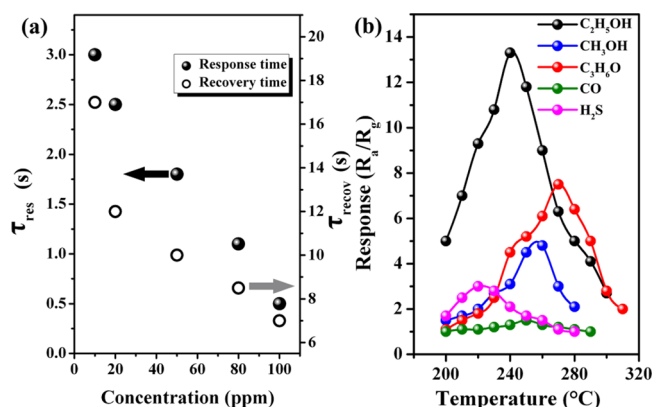 (a)
Response time
Recovery time
3.0
2.5
2.0
1.5
1.0
0.5
0.0
τres (s)
20
18
16
14
12
10
8
6
τrecov (s)
0 20 40 60 80 100
Concentration (ppm)
(b)
C2H5OH
CH3OH
C3H6O
CO
H2S
14
12
10
8
6
4
2
0
Response (Ra/Rg)
200 240 280 320
Temperature (°C)